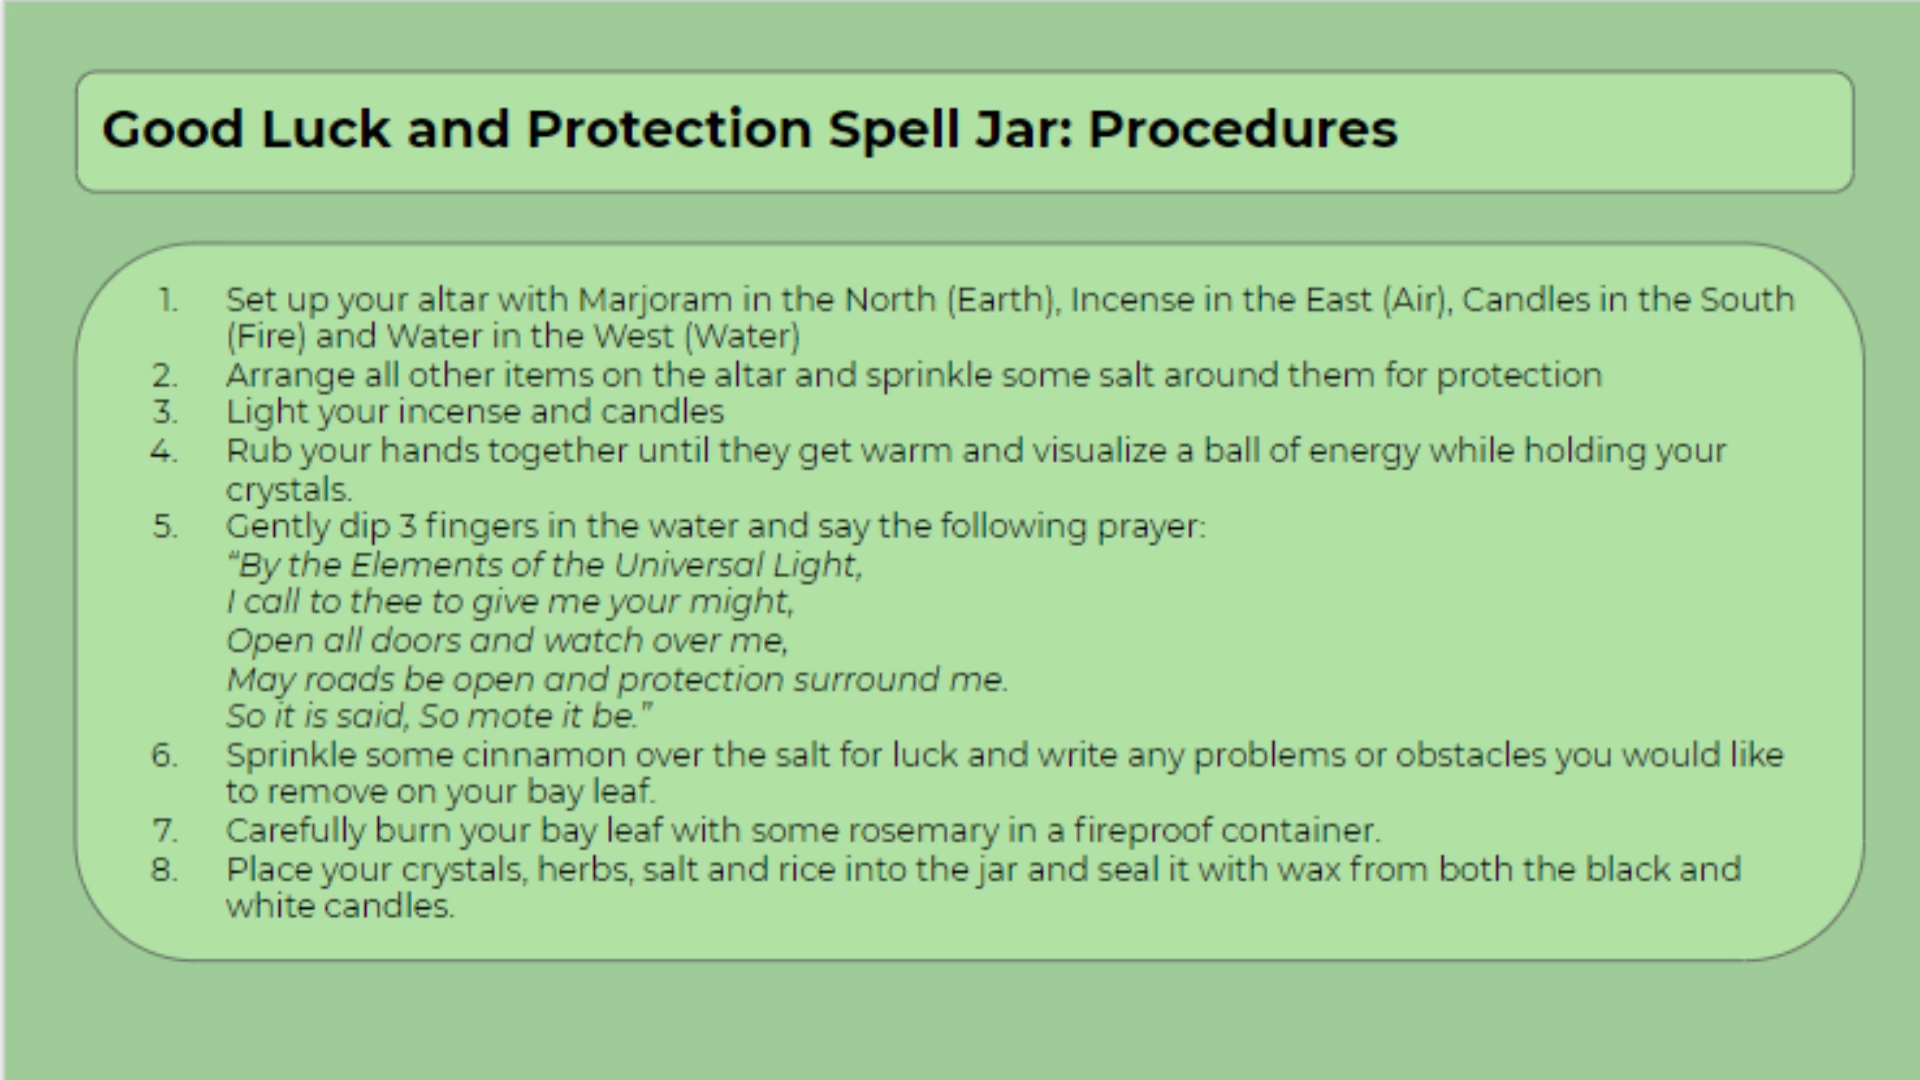 Good Luck and Protection Spell Jar: Procedures
1. Set up your altar with Marjoram in the North (Earth), Incense in the East (Air), Candles in the South
(Fire) and Water in the West (Water)
2. Arrange all other items on the altar and sprinkle some salt around them for protection
3. Light your incense and candles
4. Rub your hands together until they get warm and visualize a ball of energy while holding your
crystals.
5. Gently dip 3 fingers in the water and say the following prayer:
“By the Elements of the Universal Light,
I call to thee to give me your might,
Open all doors and watch over me,
May roads be open and protection surround me.
So it is said, So mote it be.”
6. Sprinkle some cinnamon over the salt for luck and write any problems or obstacles you would like
to remove on your bay leaf.
7. Carefully burn your bay leaf with some rosemary in a fireproof container.
8. Place your crystals, herbs, salt and rice into the jar and seal it with wax from both the black and
white candles.